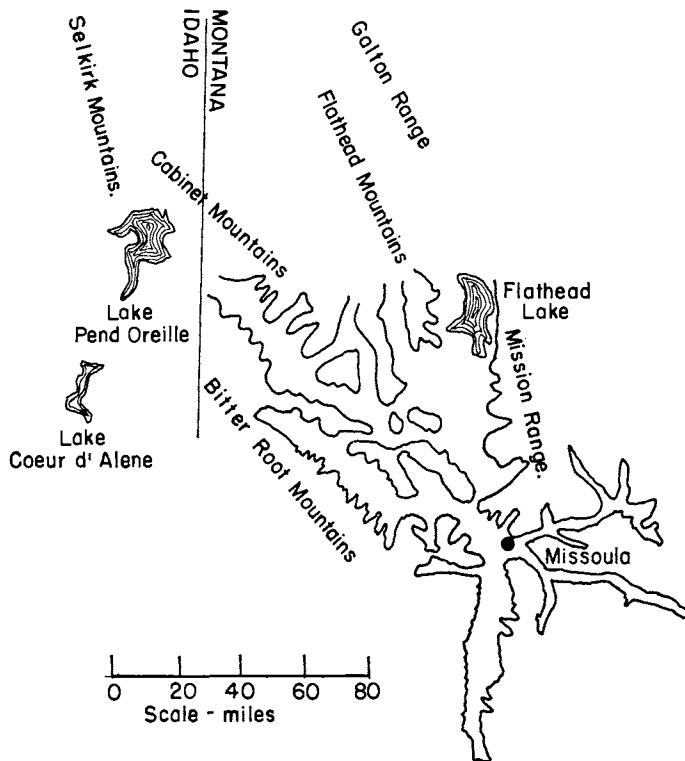 Selkirk Mountains.
IDAHO
MONTANA
Galton Range
Flathead Mountains
Cabinet Mountains
Lake
Pend Oreille
Flathead
Lake
Mission Range.
Lake
Coeur d' Alene
Bitter Root Mountains
Missoula
0 20 40 60 80
Scale - miles